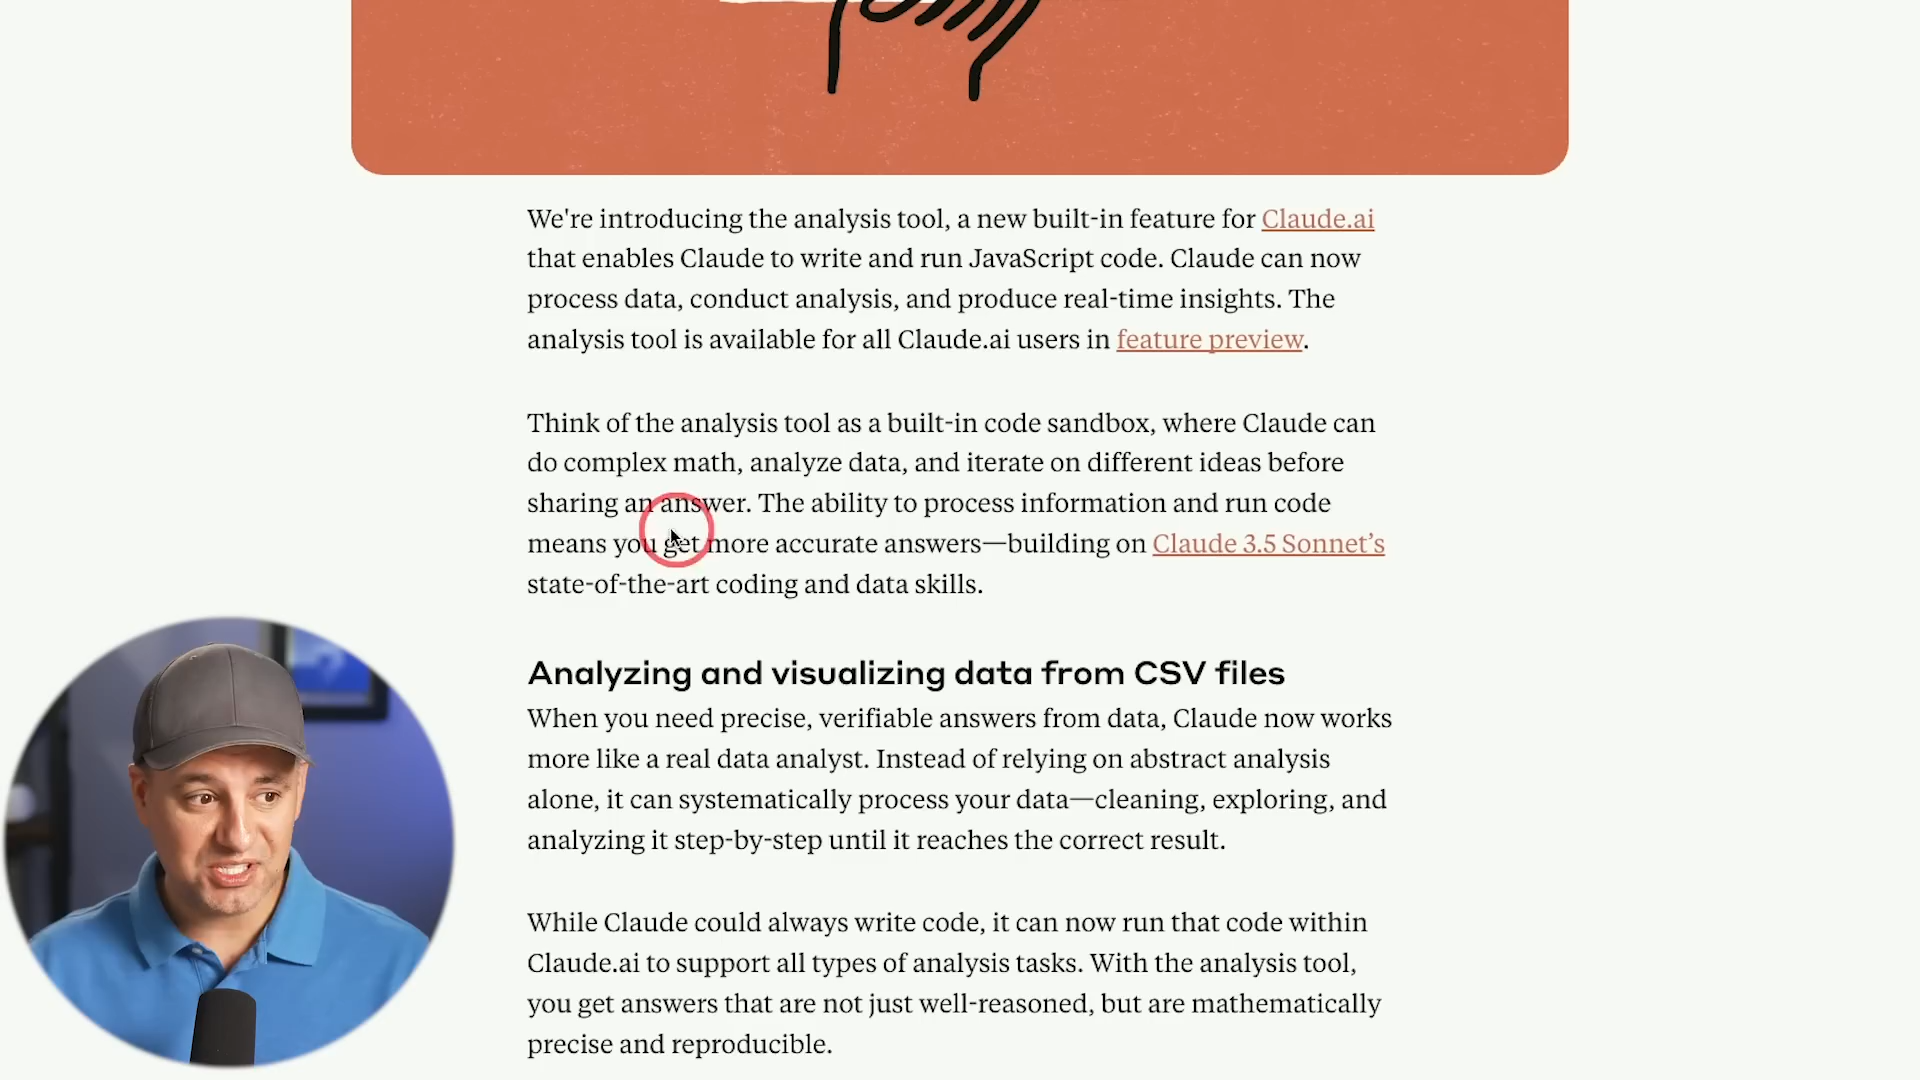 We're introducing the analysis tool, a new built-in feature for Claude.ai
that enables Claude to write and run JavaScript code. Claude can now
process data, conduct analysis, and produce real-time insights. The
analysis tool is available for all Claude.ai users in feature preview.
Think of the analysis tool as a built-in code sandbox, where Claude can
do complex math, analyze data, and iterate on different ideas before
sharing an answer. The ability to process information and run code
means you get more accurate answers—building on Claude 3.5 Sonnet’s
state-of-the-art coding and data skills.
Analyzing and visualizing data from CSV files
When you need precise, verifiable answers from data, Claude now works
more like a real data analyst. Instead of relying on abstract analysis
alone, it can systematically process your data—cleaning, exploring, and
analyzing it step-by-step until it reaches the correct result.
While Claude could always write code, it can now run that code within
Claude.ai to support all types of analysis tasks. With the analysis tool,
you get answers that are not just well-reasoned, but are mathematically
precise and reproducible.